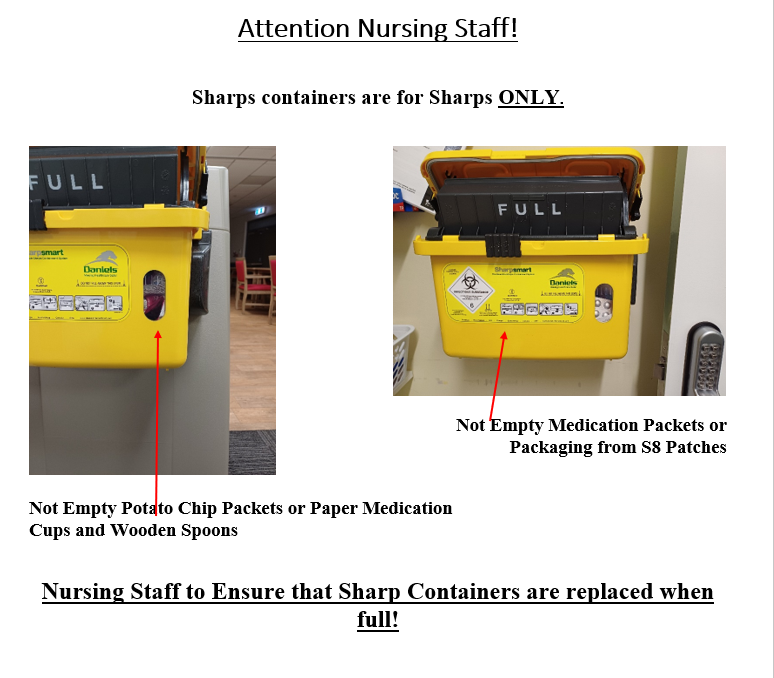 Attention Nursing Staff!
Sharps containers are for Sharps ONLY.
FULL
Daniels
FULL
Sharpsmart
Daniels
6
Not Empty Medication Packets or
Packaging from S8 Patches
Not Empty Potato Chip Packets or Paper Medication
Cups and Wooden Spoons
Nursing Staff to Ensure that Sharp Containers are replaced when
full!